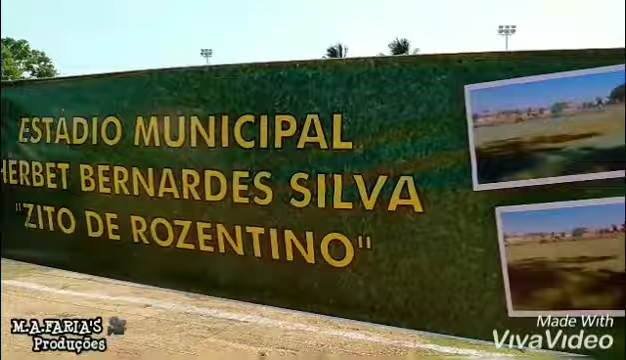 ESTADIO MUNICIPAL
HERBET BERNARDES SILVA
"ZITO DE ROZENTINO"
M.A.FARIA'S
Produções
Made With
VivaVideo